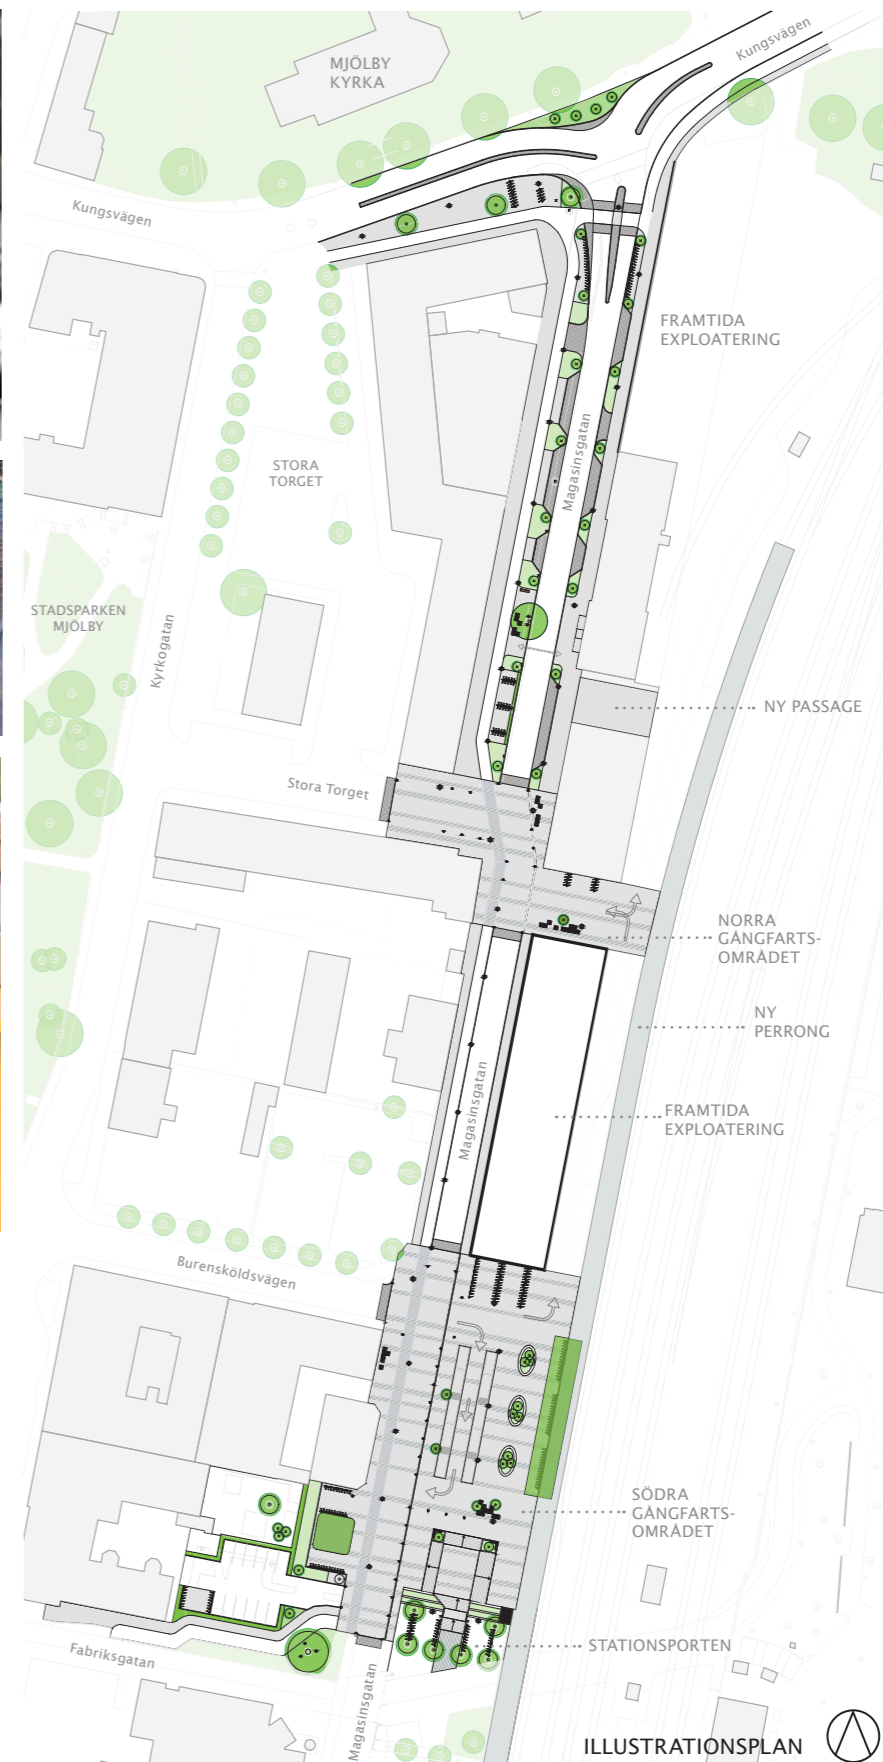 Kungsvägen
MJÖLBY
KYRKA
Kungsvägen
FRAMTIDA
EXPLOATERING
Magasinsgatan
STORA
TORGET
STADSPARKEN
MJÖLBY
Kyrkogatan
NY PASSAGE
Stora Torget
NORRA
GÅNGFARTS-
OMRÅDET
NY
PERRONG
Magasinsgatan
FRAMTIDA
EXPLOATERING
Burensköldsvägen
SÖDRA
GÅNGFARTS-
OMRÅDET
STATIONSPORTEN
Fabriksgatan
Magasinsgatan
ILLUSTRATIONSPLAN